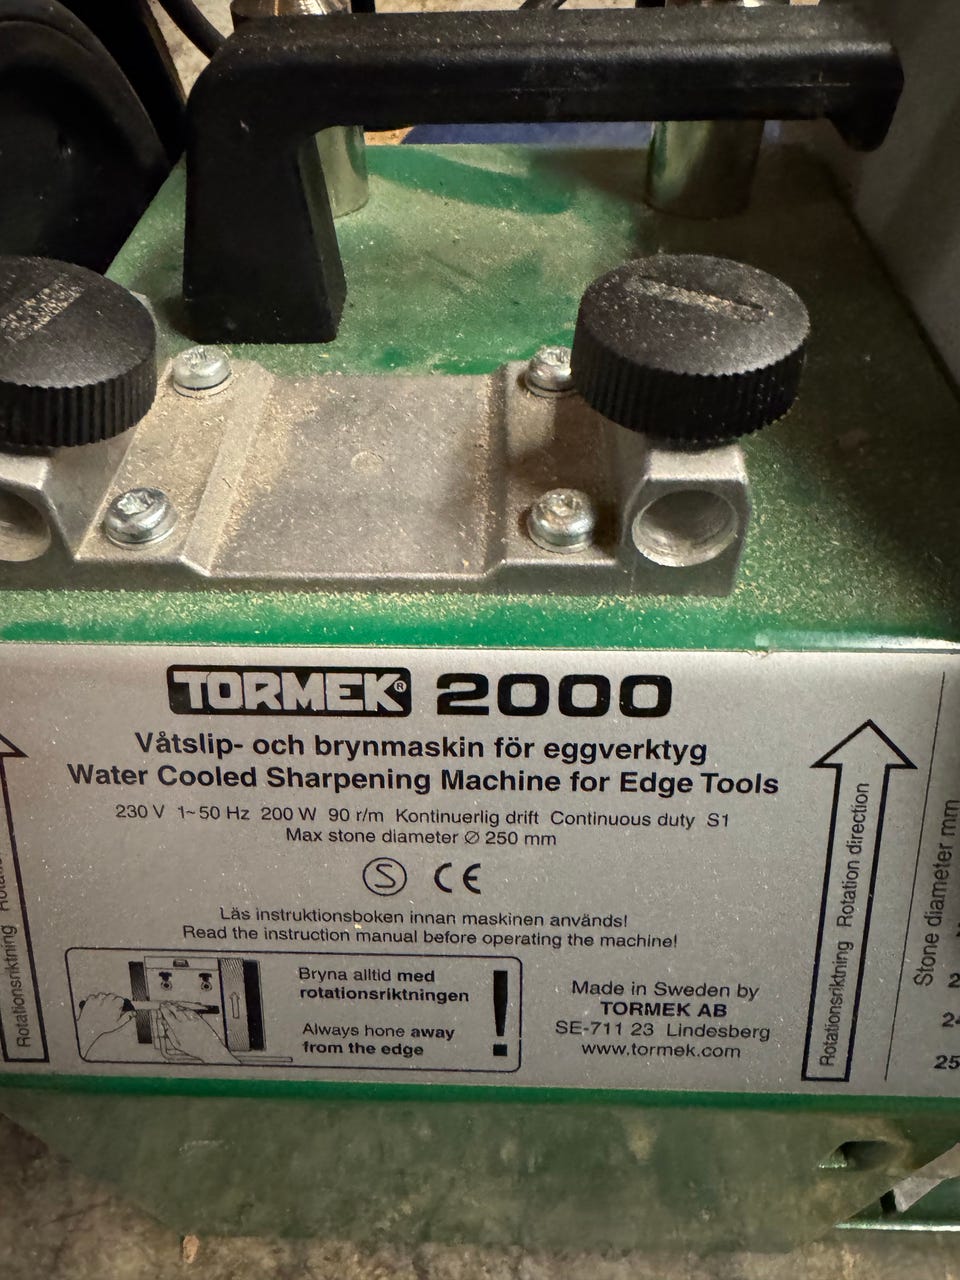 TORMEK® 2000
Våtslip- och brynmaskin för eggverktyg
Water Cooled Sharpening Machine for Edge Tools
230 V 1~50 Hz 200 W 90 r/m Kontinuerlig drift Continuous duty S1
Max stone diameter Ø 250 mm
S CE
Läs instruktionsboken innan maskinen används!
Read the instruction manual before operating the machine!
Bryna alltid med
rotationsriktningen
Always hone away
from the edge
!
Made in Sweden by
TORMEK AB
SE-711 23 Lindesberg
www.tormek.com
Rotationsriktning
Rotationsriktning Rotation direction
Stone diameter mm